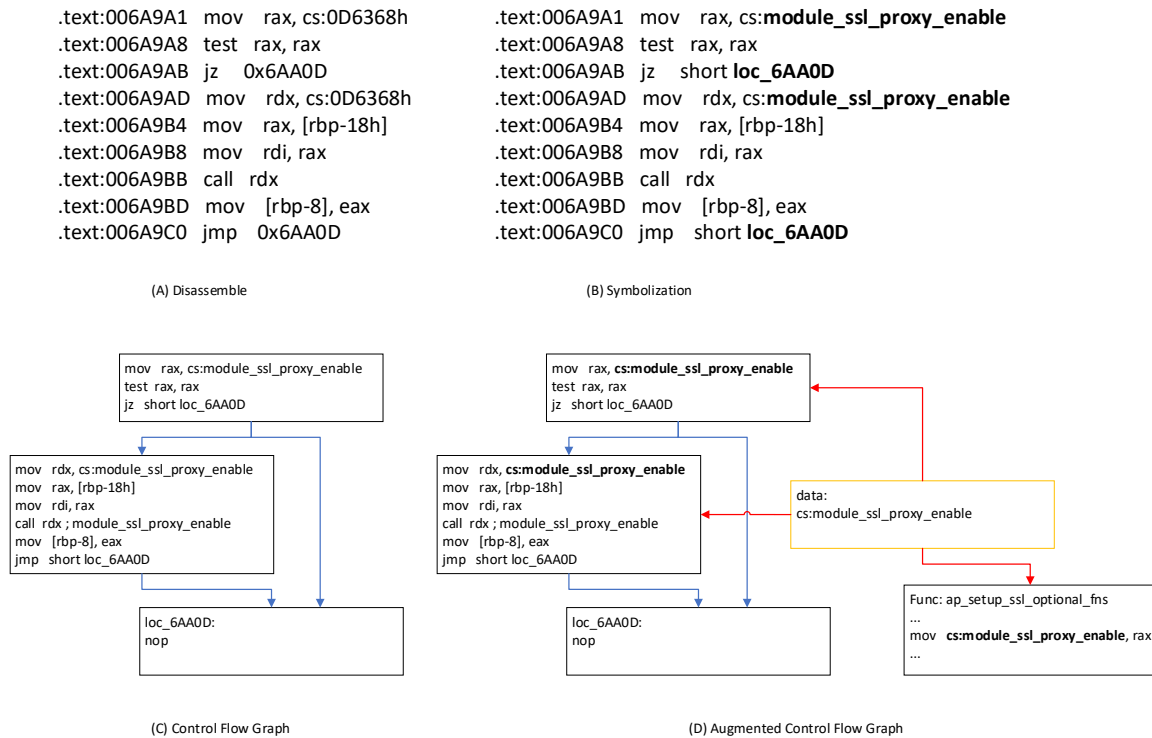 .text:006A9A1 mov rax, cs:0D6368h
.text:006A9A8 test rax, rax
.text:006A9AB jz 0x6AA0D
.text:006A9AD mov rdx, cs:0D6368h
.text:006A9B4 mov rax, [rbp-18h]
.text:006A9B8 mov rdi, rax
.text:006A9BB call rdx
.text:006A9BD mov [rbp-8], eax
.text:006A9C0 jmp 0x6AA0D
(A) Disassemble
.text:006A9A1 mov rax, cs:module_ssl_proxy_enable
.text:006A9A8 test rax, rax
.text:006A9AB jz short loc_6AA0D
.text:006A9AD mov rdx, cs:module_ssl_proxy_enable
.text:006A9B4 mov rax, [rbp-18h]
.text:006A9B8 mov rdi, rax
.text:006A9BB call rdx
.text:006A9BD mov [rbp-8], eax
.text:006A9C0 jmp short loc_6AA0D
(B) Symbolization
mov rax, cs:module_ssl_proxy_enable
test rax, rax
jz short loc_6AA0D
mov rdx, cs:module_ssl_proxy_enable
mov rax, [rbp-18h]
mov rdi, rax
call rdx ; module_ssl_proxy_enable
mov [rbp-8], eax
jmp short loc_6AA0D
loc_6AA0D:
nop
(C) Control Flow Graph
mov rax, cs:module_ssl_proxy_enable
test rax, rax
jz short loc_6AA0D
mov rdx, cs:module_ssl_proxy_enable
mov rax, [rbp-18h]
mov rdi, rax
call rdx ; module_ssl_proxy_enable
mov [rbp-8], eax
jmp short loc_6AA0D
data:
cs:module_ssl_proxy_enable
loc_6AA0D:
nop
Func: ap_setup_ssl_optional_fns
...
mov cs:module_ssl_proxy_enable, rax
...
(D) Augmented Control Flow Graph